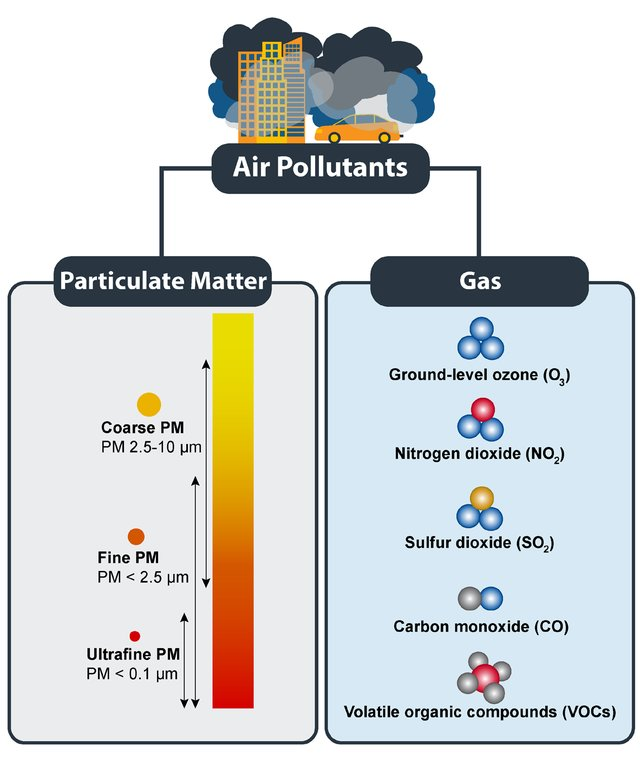 Air Pollutants
Particulate Matter
Coarse PM
PM 2.5-10 µm
Fine PM
PM < 2.5 µm
Ultrafine PM
PM < 0.1 µm
Gas
Ground-level ozone (O₃)
Nitrogen dioxide (NO₂)
Sulfur dioxide (SO₂)
Carbon monoxide (CO)
Volatile organic compounds (VOCs)